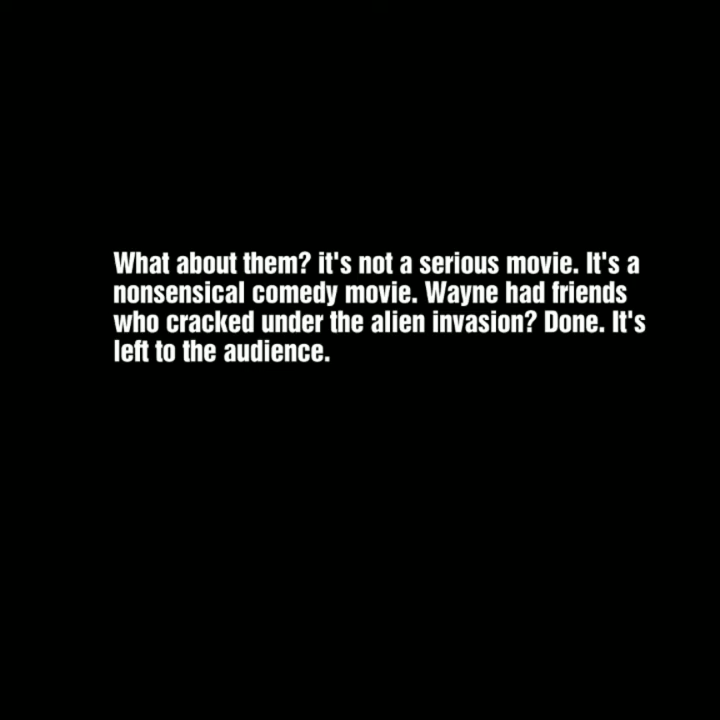 What about them? it's not a serious movie. It's a
nonsensical comedy movie. Wayne had friends
who cracked under the alien invasion? Done. It's
left to the audience.